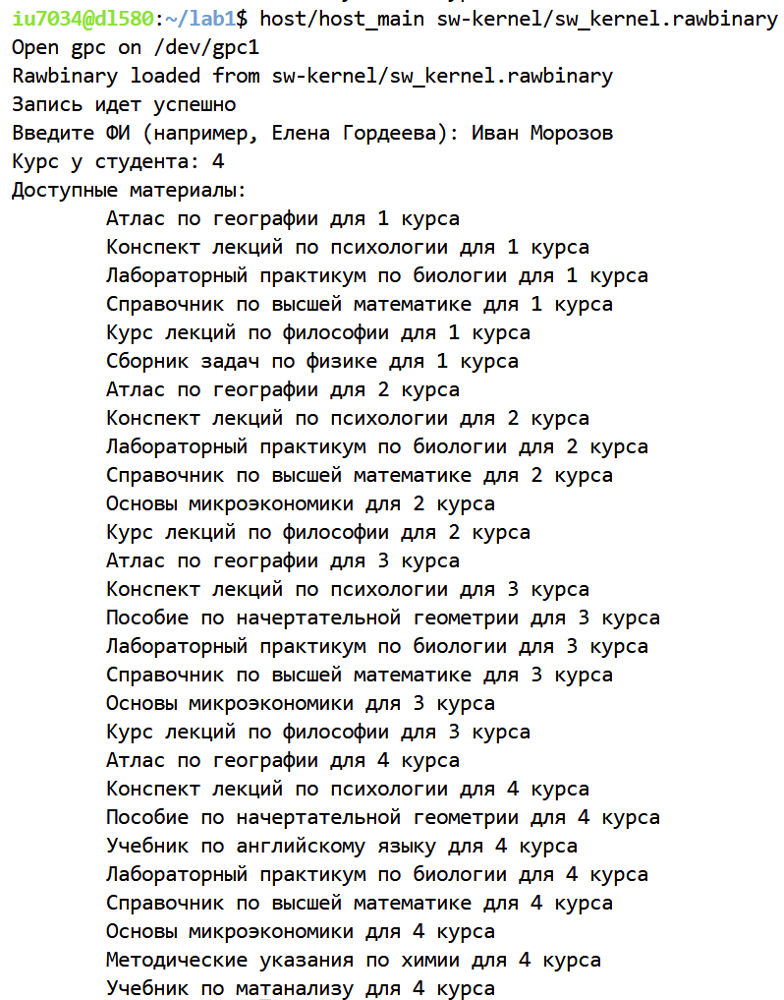 iu7034@dl580:~/lab1$ host/host_main sw-kernel/sw_kernel.rawbinary
Open gpc on /dev/gpc1
Rawbinary loaded from sw-kernel/sw_kernel.rawbinary
Запись идет успешно
Введите ФИ (например, Елена Гордеева): Иван Морозов
Курс у студента: 4
Доступные материалы:
Атлас по географии для 1 курса
Конспект лекций по психологии для 1 курса
Лабораторный практикум по биологии для 1 курса
Справочник по высшей математике для 1 курса
Курс лекций по философии для 1 курса
Сборник задач по физике для 1 курса
Атлас по географии для 2 курса
Конспект лекций по психологии для 2 курса
Лабораторный практикум по биологии для 2 курса
Справочник по высшей математике для 2 курса
Основы микроэкономики для 2 курса
Курс лекций по философии для 2 курса
Атлас по географии для 3 курса
Конспект лекций по психологии для 3 курса
Пособие по начертательной геометрии для 3 курса
Лабораторный практикум по биологии для 3 курса
Справочник по высшей математике для 3 курса
Основы микроэкономики для 3 курса
Курс лекций по философии для 3 курса
Атлас по географии для 4 курса
Конспект лекций по психологии для 4 курса
Пособие по начертательной геометрии для 4 курса
Учебник по английскому языку для 4 курса
Лабораторный практикум по биологии для 4 курса
Справочник по высшей математике для 4 курса
Основы микроэкономики для 4 курса
Методические указания по химии для 4 курса
Учебник по матанализу для 4 курса